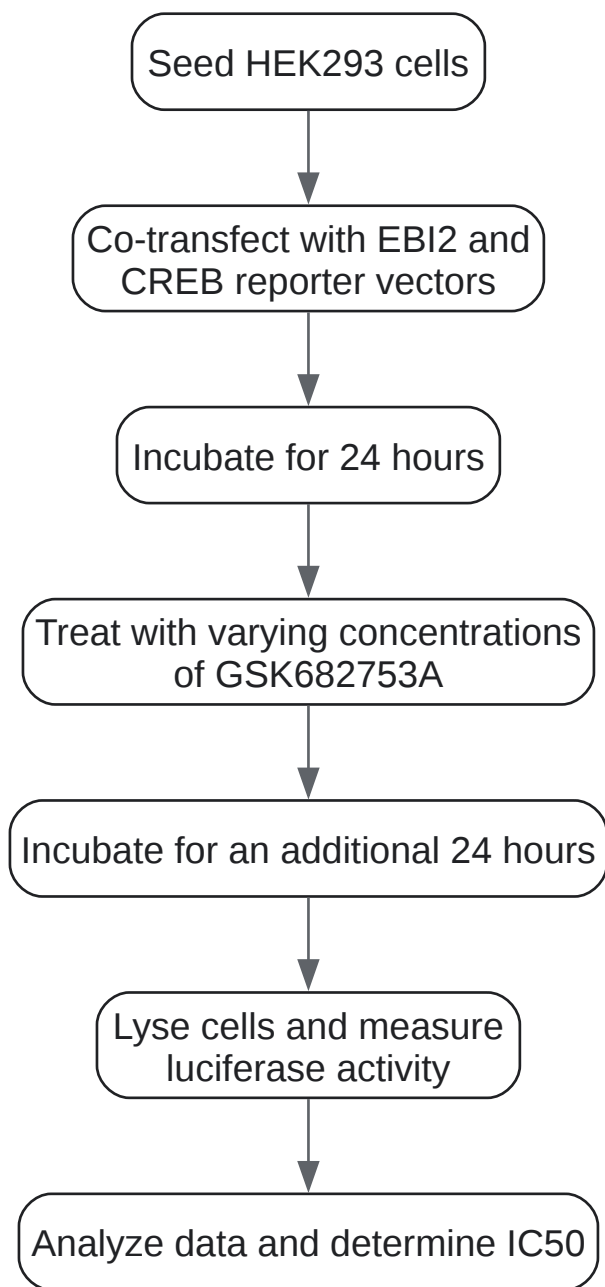 Seed HEK293 cells
Co-transfect with EBI2 and
CREB reporter vectors
Incubate for 24 hours
Treat with varying concentrations
of GSK682753A
Incubate for an additional 24 hours
Lyse cells and measure
luciferase activity
Analyze data and determine IC50